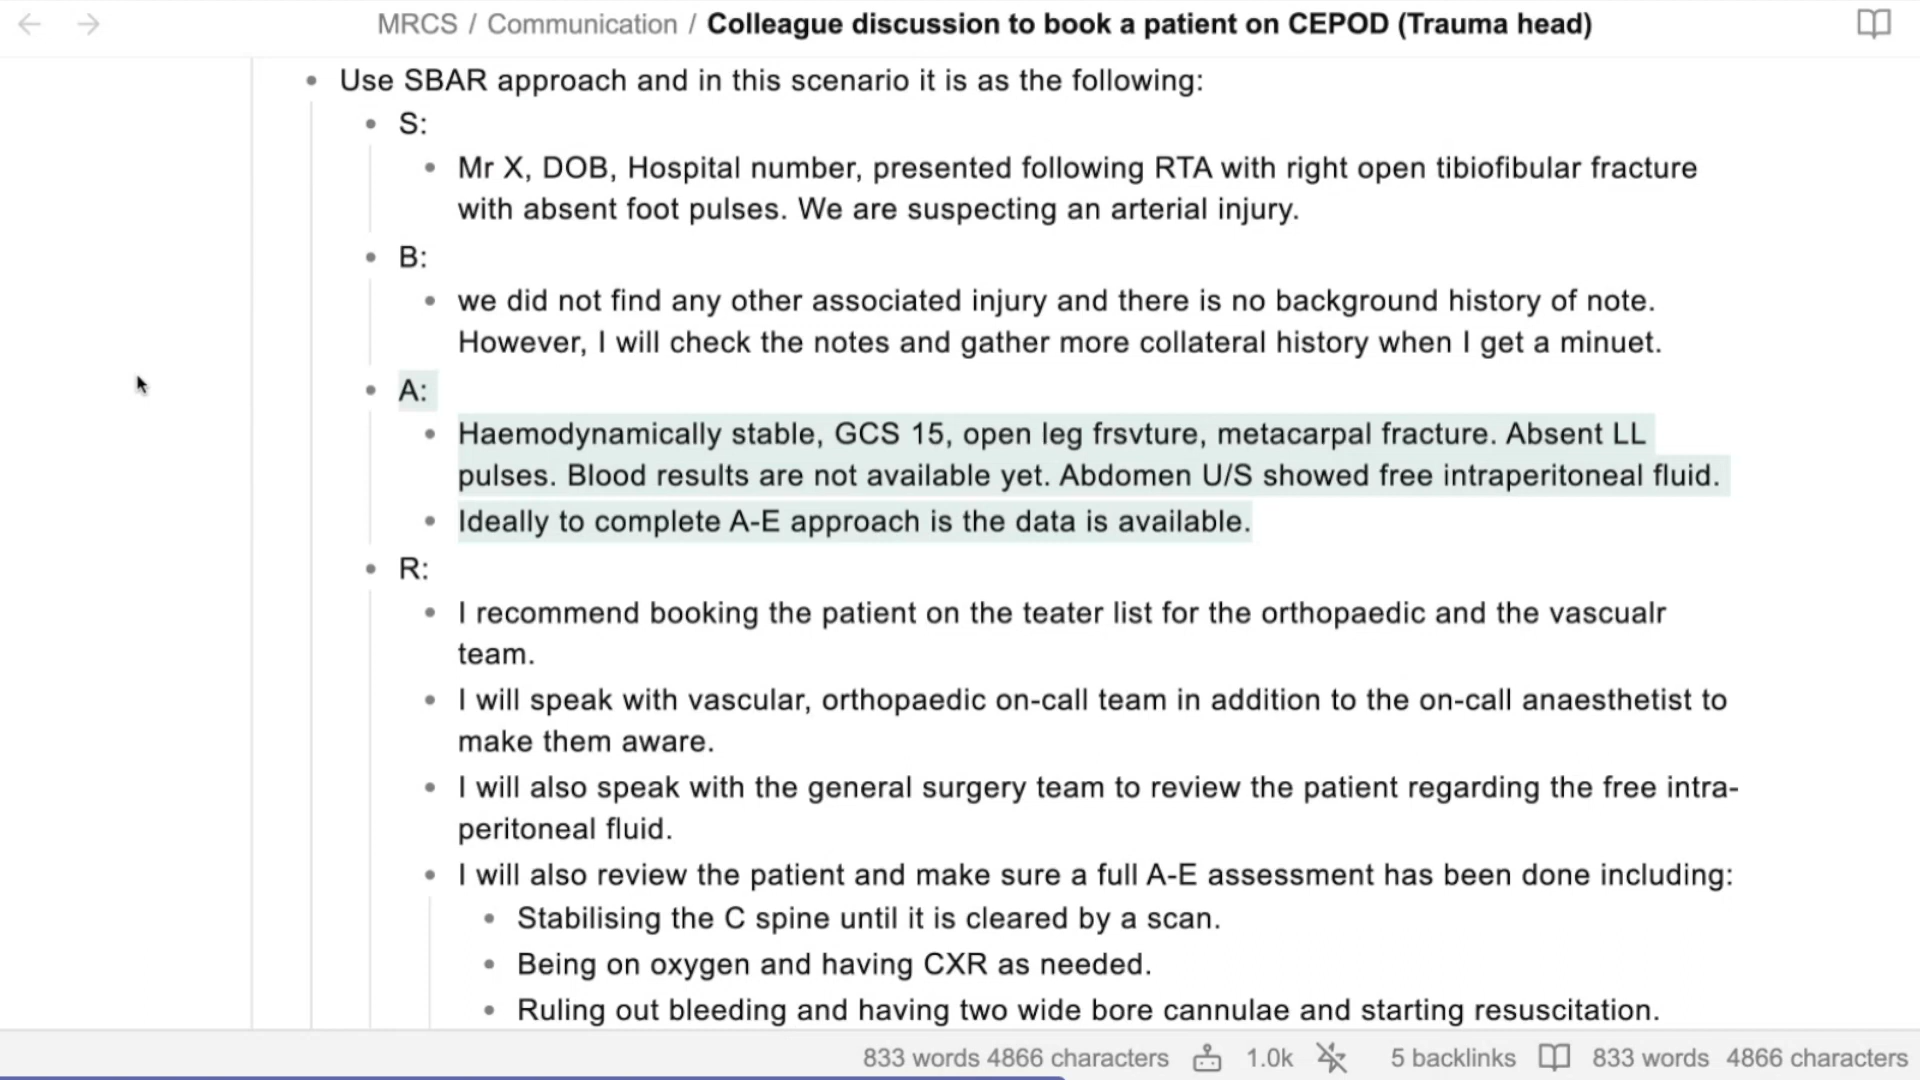 MRCS / Communication / Colleague discussion to book a patient on CEPOD (Trauma head)
Use SBAR approach and in this scenario it is as the following:
S:
Mr X, DOB, Hospital number, presented following RTA with right open tibiofibular fracture
with absent foot pulses. We are suspecting an arterial injury.
B:
we did not find any other associated injury and there is no background history of note.
However, I will check the notes and gather more collateral history when I get a minuet.
A:
Haemodynamically stable, GCS 15, open leg frsvture, metacarpal fracture. Absent LL
pulses. Blood results are not available yet. Abdomen U/S showed free intraperitoneal fluid.
Ideally to complete A-E approach is the data is available.
R:
I recommend booking the patient on the teater list for the orthopaedic and the vascualr
team.
I will speak with vascular, orthopaedic on-call team in addition to the on-call anaesthetist to
make them aware.
I will also speak with the general surgery team to review the patient regarding the free intra-
peritoneal fluid.
I will also review the patient and make sure a full A-E assessment has been done including:
Stabilising the C spine until it is cleared by a scan.
Being on oxygen and having CXR as needed.
Ruling out bleeding and having two wide bore cannulae and starting resuscitation.
833 words 4866 characters 1.0k 5 backlinks 833 words 4866 characters